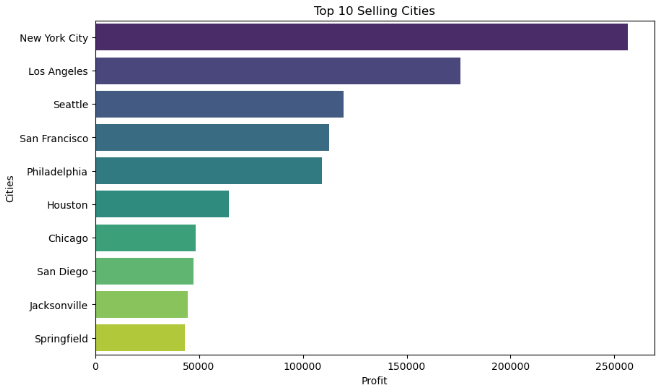 Top 10 Selling Cities
Cities
New York City
Los Angeles
Seattle
San Francisco
Philadelphia
Houston
Chicago
San Diego
Jacksonville
Springfield
0 50000 100000 150000 200000 250000
Profit